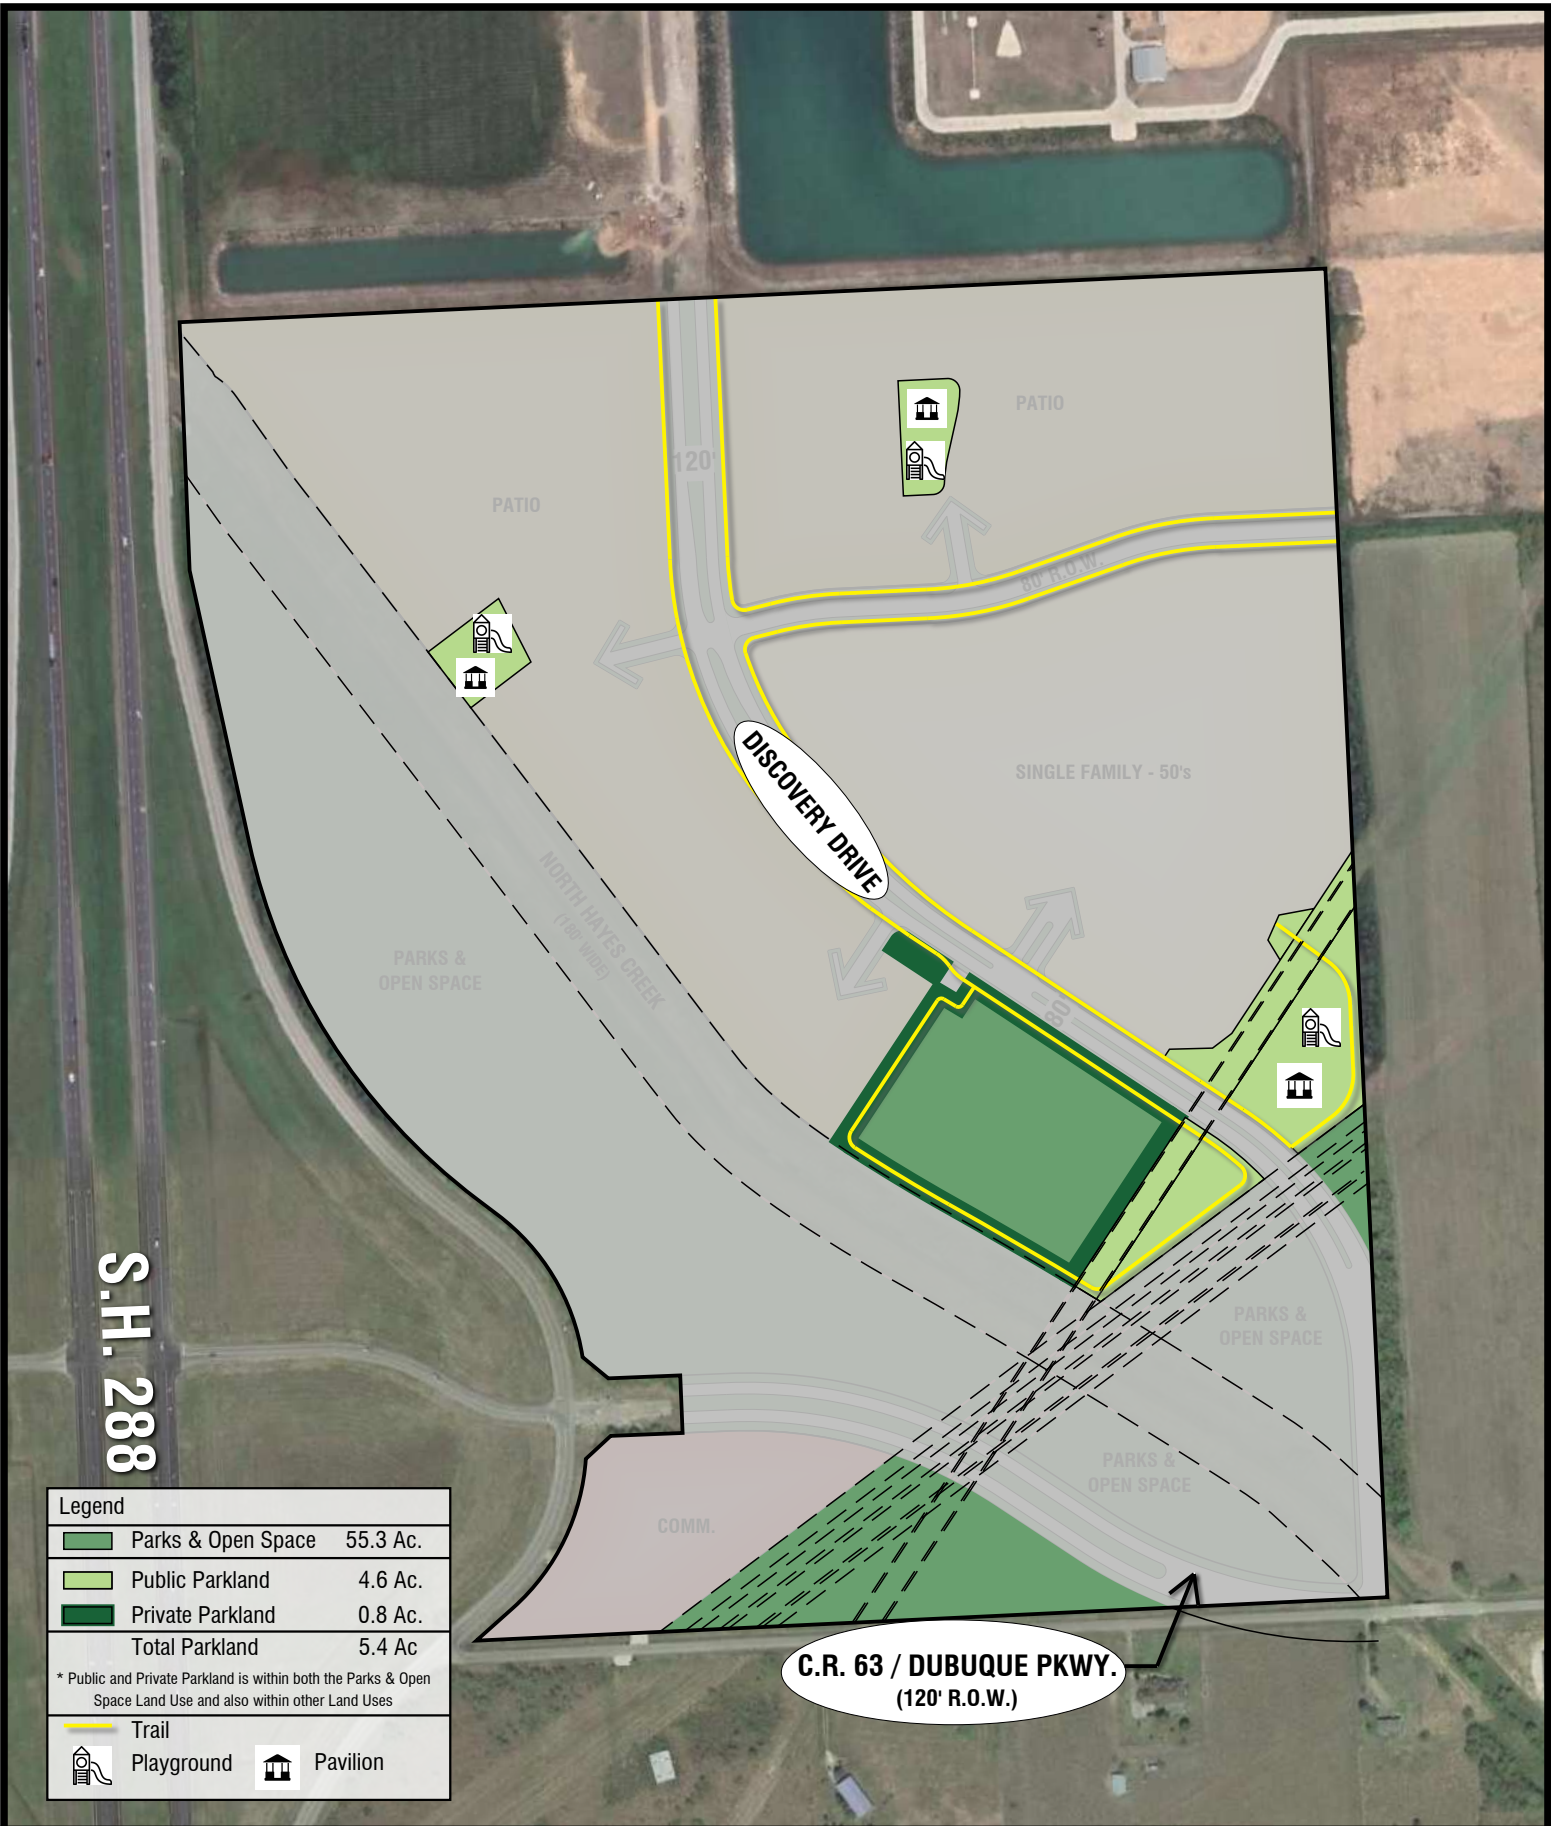 PATIO
120'
PATIO
80' R.O.W.
DISCOVERY DRIVE
SINGLE FAMILY - 50's
NORTH HAYES CREEK
(180' WIDE)
PARKS &
OPEN SPACE
80'
PARKS &
OPEN SPACE
PARKS &
OPEN SPACE
COMM.
S.H. 288
C.R. 63 / DUBUQUE PKWY.
(120' R.O.W.)
Legend
Parks & Open Space 55.3 Ac.
Public Parkland 4.6 Ac.
Private Parkland 0.8 Ac.
Total Parkland 5.4 Ac
* Public and Private Parkland is within both the Parks & Open
Space Land Use and also within other Land Uses
Trail
Playground Pavilion